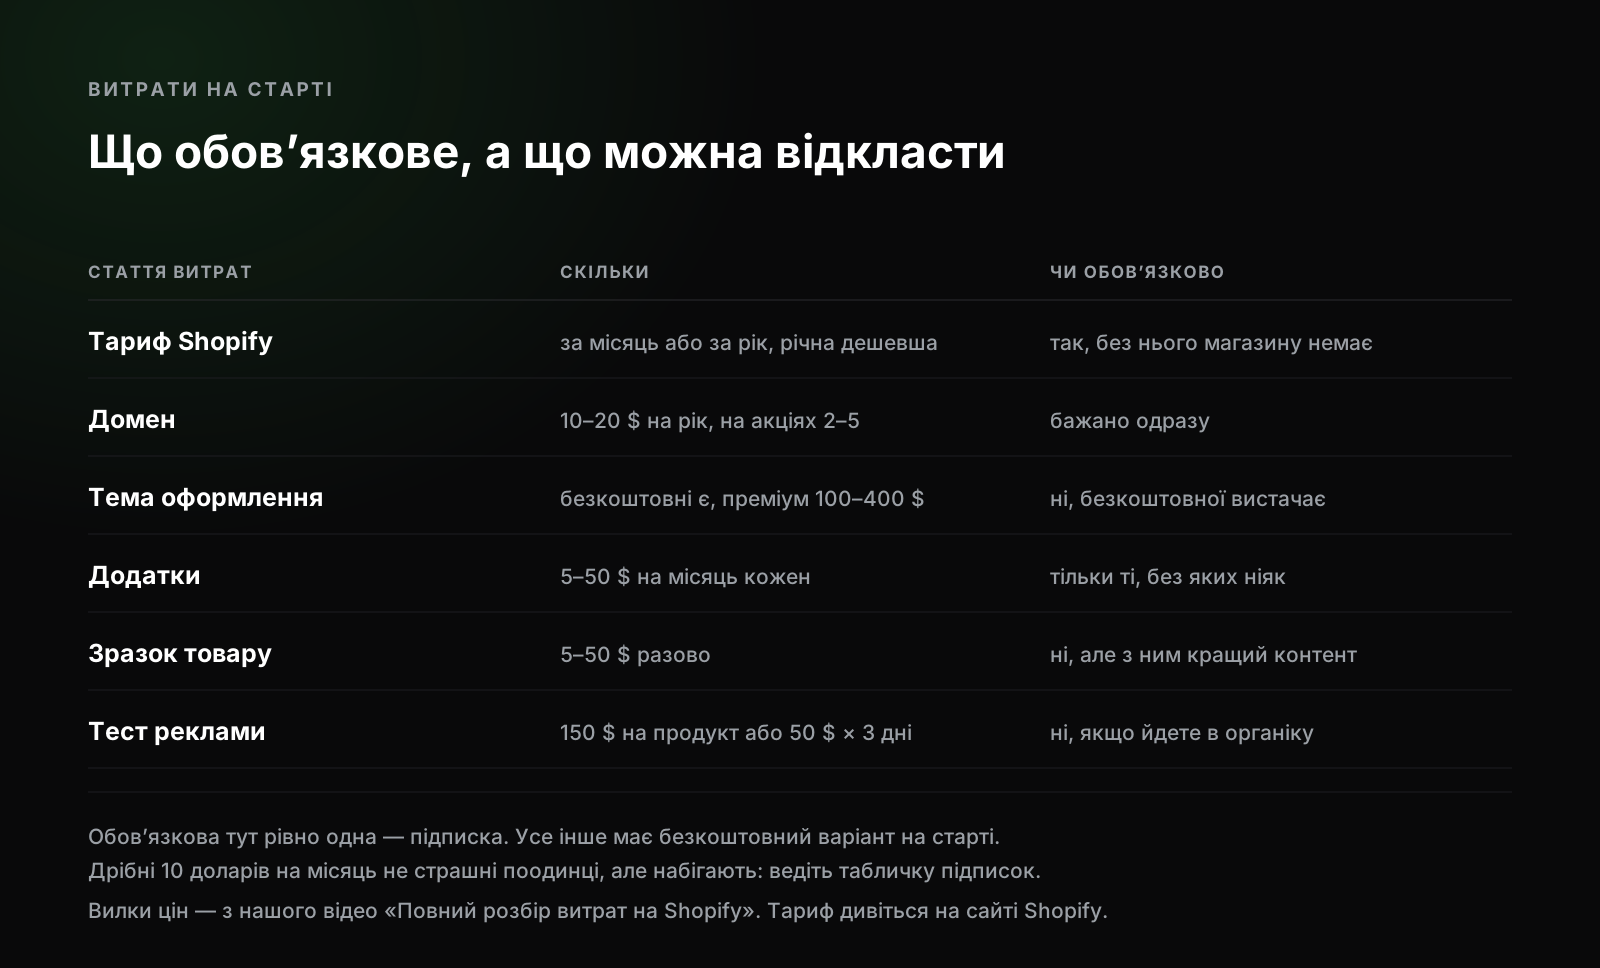 ВИТРАТИ НА СТАРТІ
Що обов’язкове, а що можна відкласти
СТАТТЯ ВИТРАТ СКІЛЬКИ ЧИ ОБОВ’ЯЗКОВО
Тариф Shopify за місяць або за рік, річна дешевша так, без нього магазину немає
Домен 10–20 $ на рік, на акціях 2–5 бажано одразу
Тема оформлення безкоштовні є, преміум 100–400 $ ні, безкоштовної вистачає
Додатки 5–50 $ на місяць кожен тільки ті, без яких ніяк
Зразок товару 5–50 $ разово ні, але з ним кращий контент
Тест реклами 150 $ на продукт або 50 $ × 3 дні ні, якщо йдете в органіку
Обов’язкова тут рівно одна — підписка. Усе інше має безкоштовний варіант на старті.
Дрібні 10 доларів на місяць не страшні поодинці, але набігають: ведіть табличку підписок.
Вилки цін — з нашого відео «Повний розбір витрат на Shopify». Тариф дивіться на сайті Shopify.